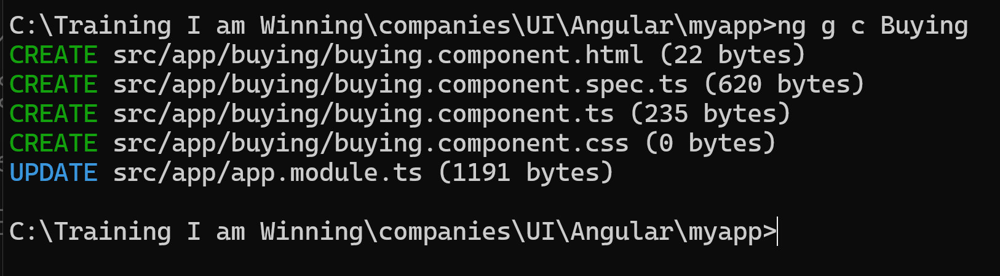 C:\Training I am Winning\companies\UI\Angular\myapp>ng g c Buying
CREATE src/app/buying/buying.component.html (22 bytes)
CREATE src/app/buying/buying.component.spec.ts (620 bytes)
CREATE src/app/buying/buying.component.ts (235 bytes)
CREATE src/app/buying/buying.component.css (0 bytes)
UPDATE src/app/app.module.ts (1191 bytes)
C:\Training I am Winning\companies\UI\Angular\myapp>